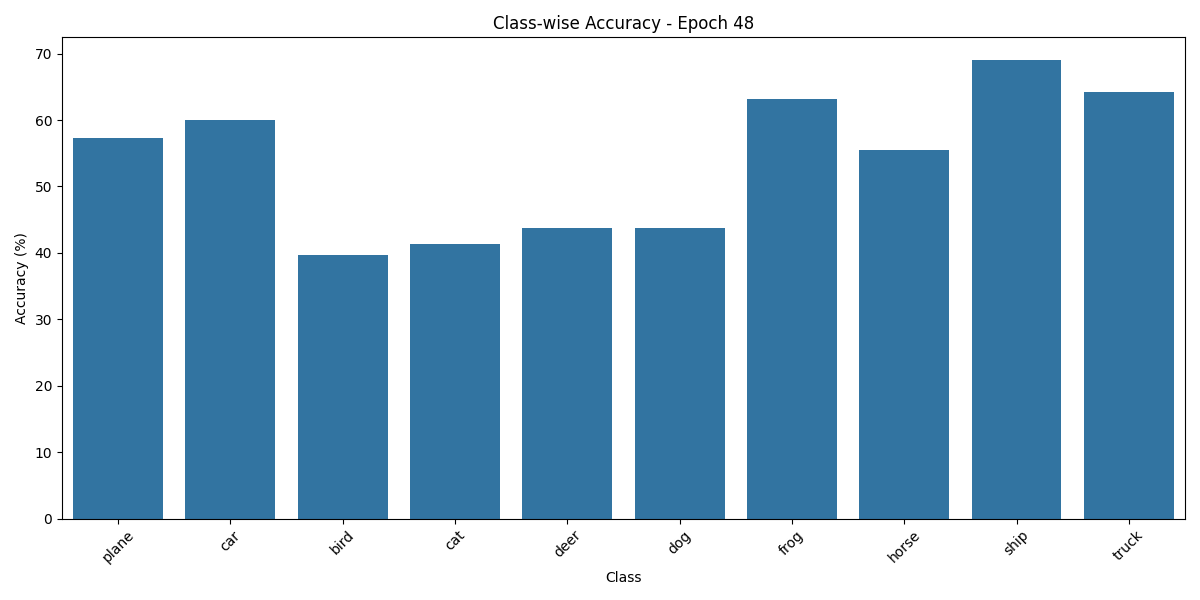 Class-wise Accuracy - Epoch 48
Accuracy (%)
70
60
50
40
30
20
10
0
plane
car
bird
cat
deer
dog
frog
horse
ship
truck
Class